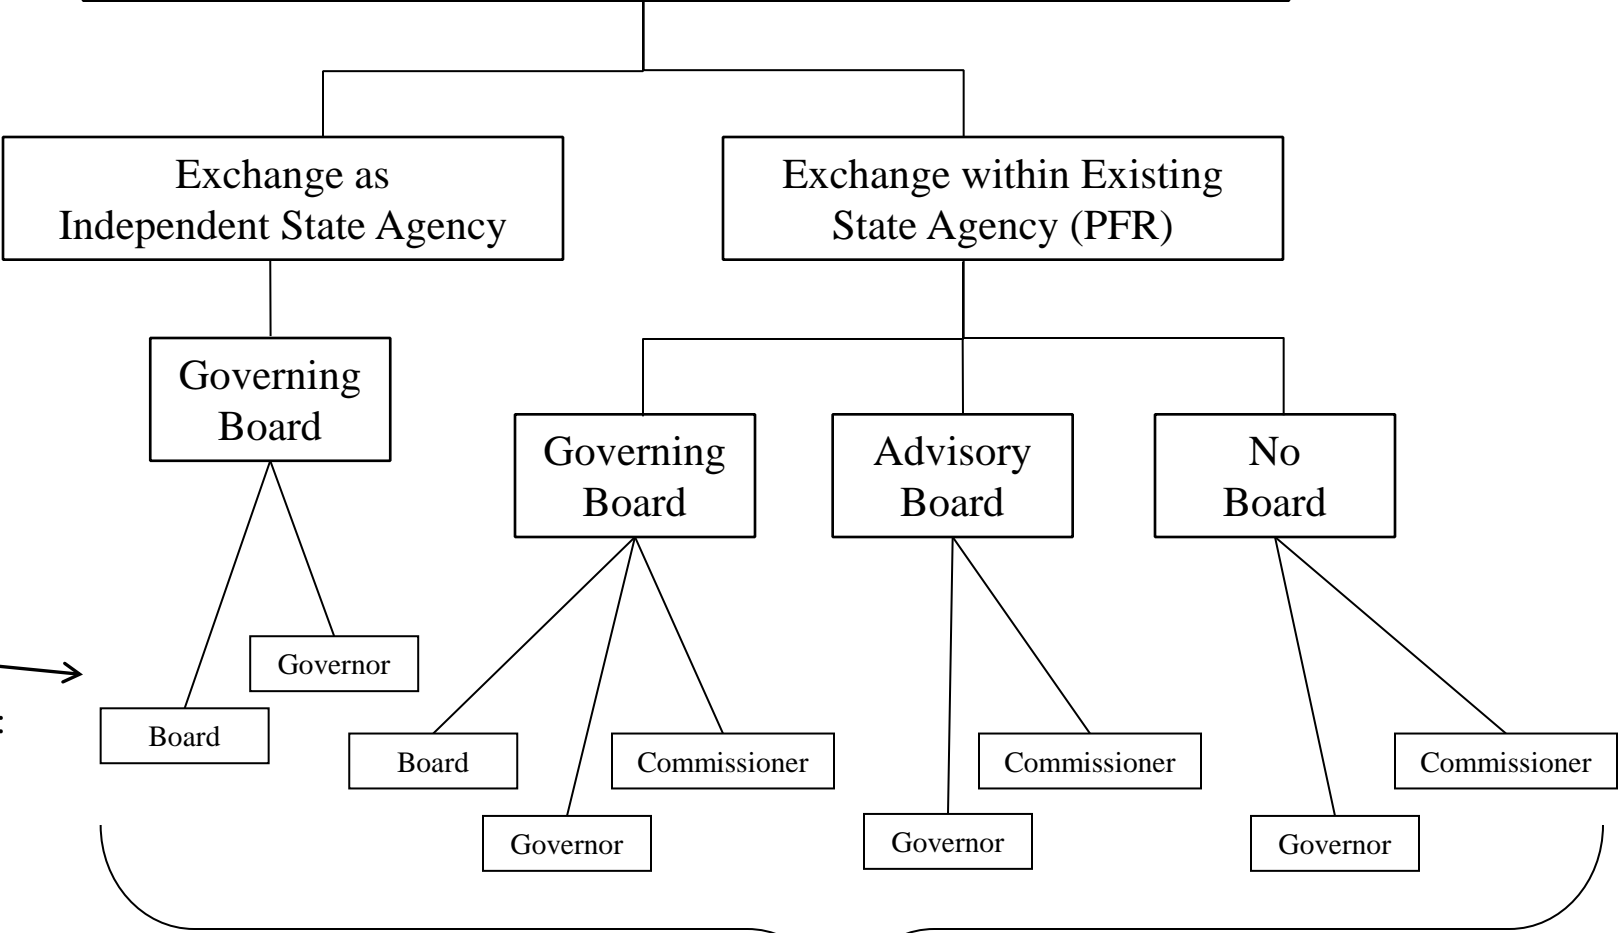 Exchange as
Independent State Agency
Exchange within Existing
State Agency (PFR)
Governing
Board
Governing
Board
Advisory
Board
No
Board
Governor
Board
Board
Commissioner
Governor
Commissioner
Governor
Commissioner
Governor
: